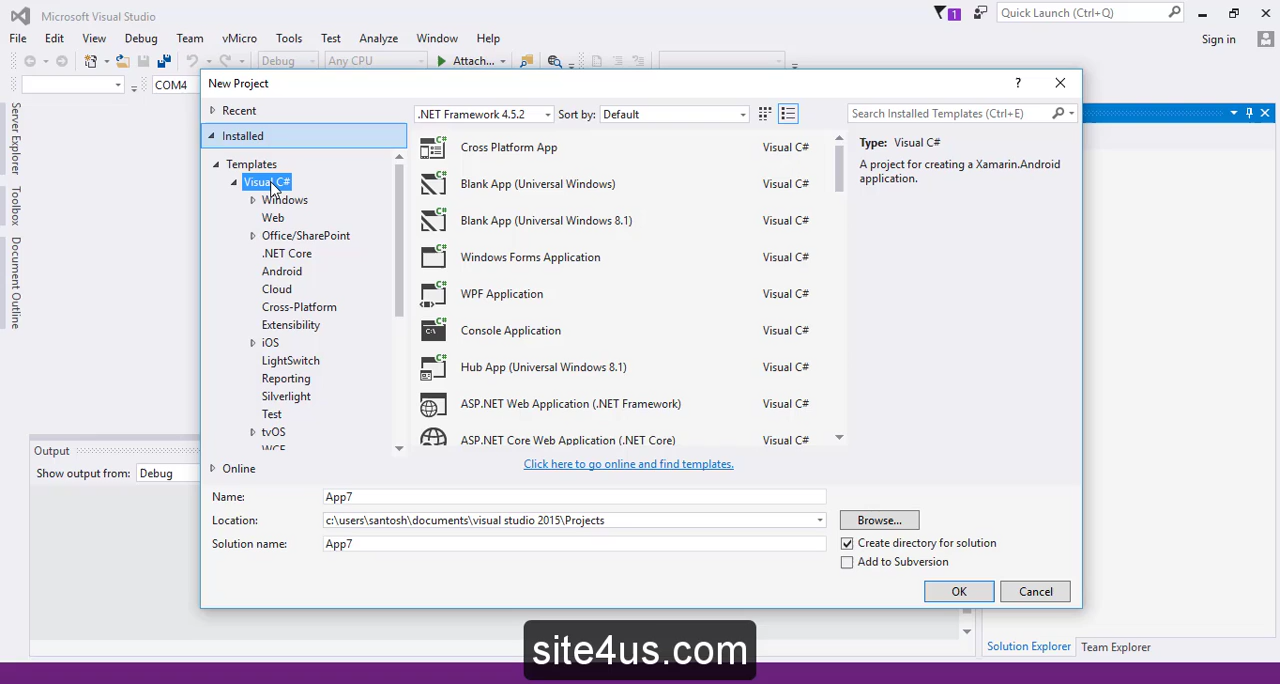 Microsoft Visual Studio
1
Quick Launch (Ctrl+Q)
File Edit View Debug Team vMicro Tools Test Analyze Window Help
Sign in
Debug Any CPU Attach...
COM4
New Project
?
Recent
.NET Framework 4.5.2 Sort by: Default
Search Installed Templates (Ctrl+E)
Installed
Templates
Visual C#
Windows
Web
Office/SharePoint
.NET Core
Android
Cloud
Cross-Platform
Extensibility
iOS
LightSwitch
Reporting
Silverlight
Test
tvOS
WCF
Online
Cross Platform App Visual C#
Blank App (Universal Windows) Visual C#
Blank App (Universal Windows 8.1) Visual C#
Windows Forms Application Visual C#
WPF Application Visual C#
Console Application Visual C#
Hub App (Universal Windows 8.1) Visual C#
ASP.NET Web Application (.NET Framework) Visual C#
ASP.NET Core Web Application (.NET Core) Visual C#
Type: Visual C#
A project for creating a Xamarin.Android
application.
Click here to go online and find templates.
Name: App7
Location: c:\users\santosh\documents\visual studio 2015\Projects
Browse...
Solution name: App7
Create directory for solution
Add to Subversion
OK Cancel
Server Explorer
Toolbox
Document Outline
Output
Show output from: Debug
Solution Explorer Team Explorer
site4us.com